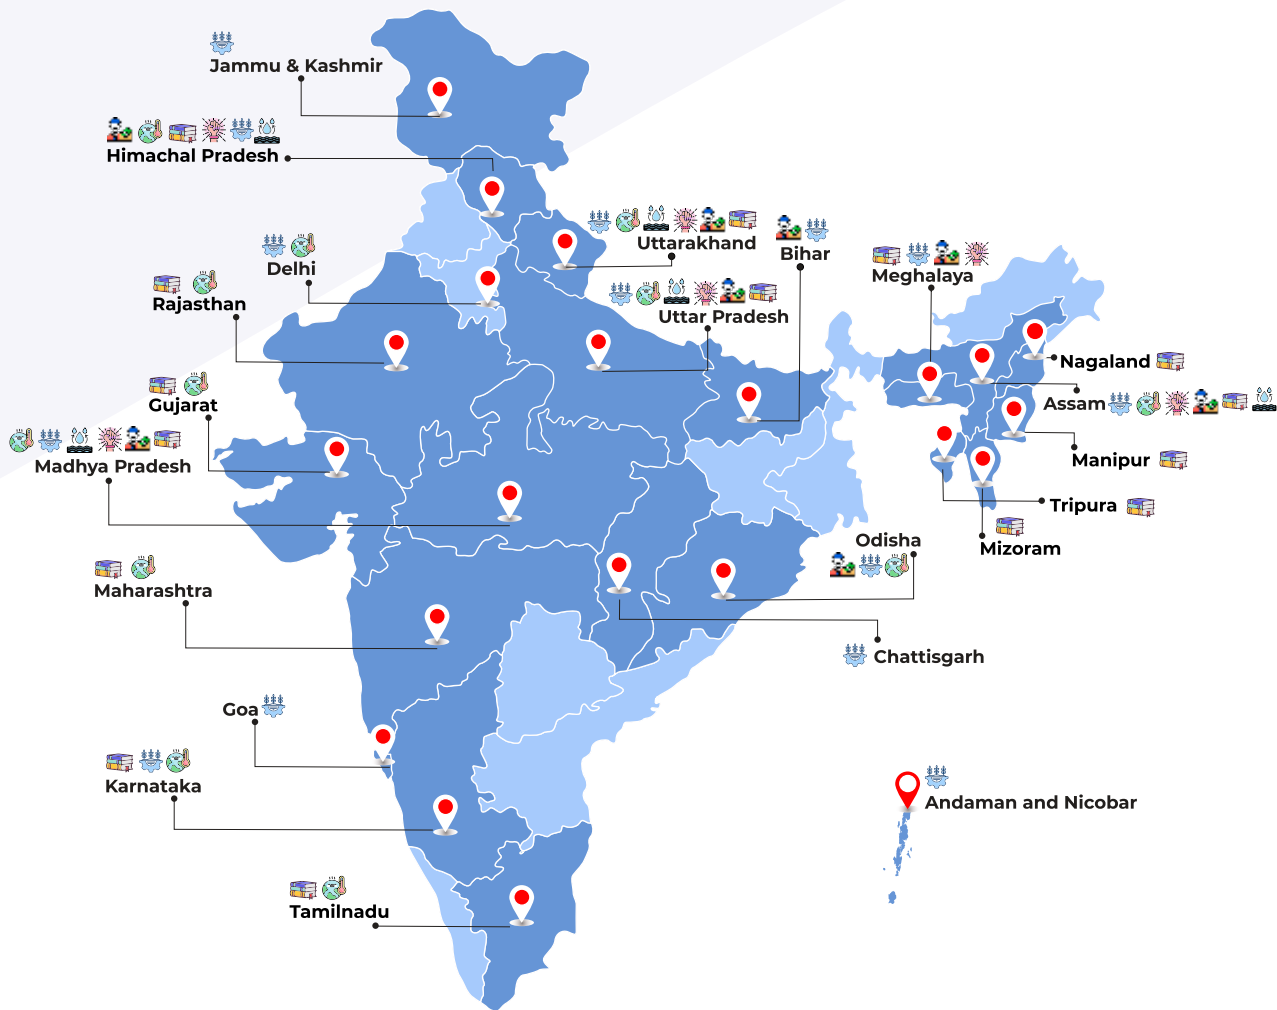 Jammu & Kashmir
Himachal Pradesh
Uttarakhand
Bihar
Delhi
Meghalaya
Rajasthan
Uttar Pradesh
Nagaland
Gujarat
Assam
Madhya Pradesh
Manipur
Tripura
Odisha
Mizoram
Maharashtra
Chattisgarh
Goa
Karnataka
Andaman and Nicobar
Tamilnadu